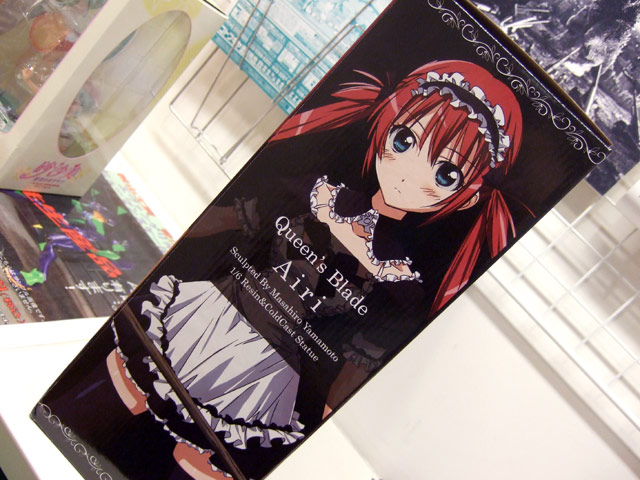 Queen's Blade
Airi
Sculpted By Masahiro Yamamoto
1/6 Resin&ColdCast Statue